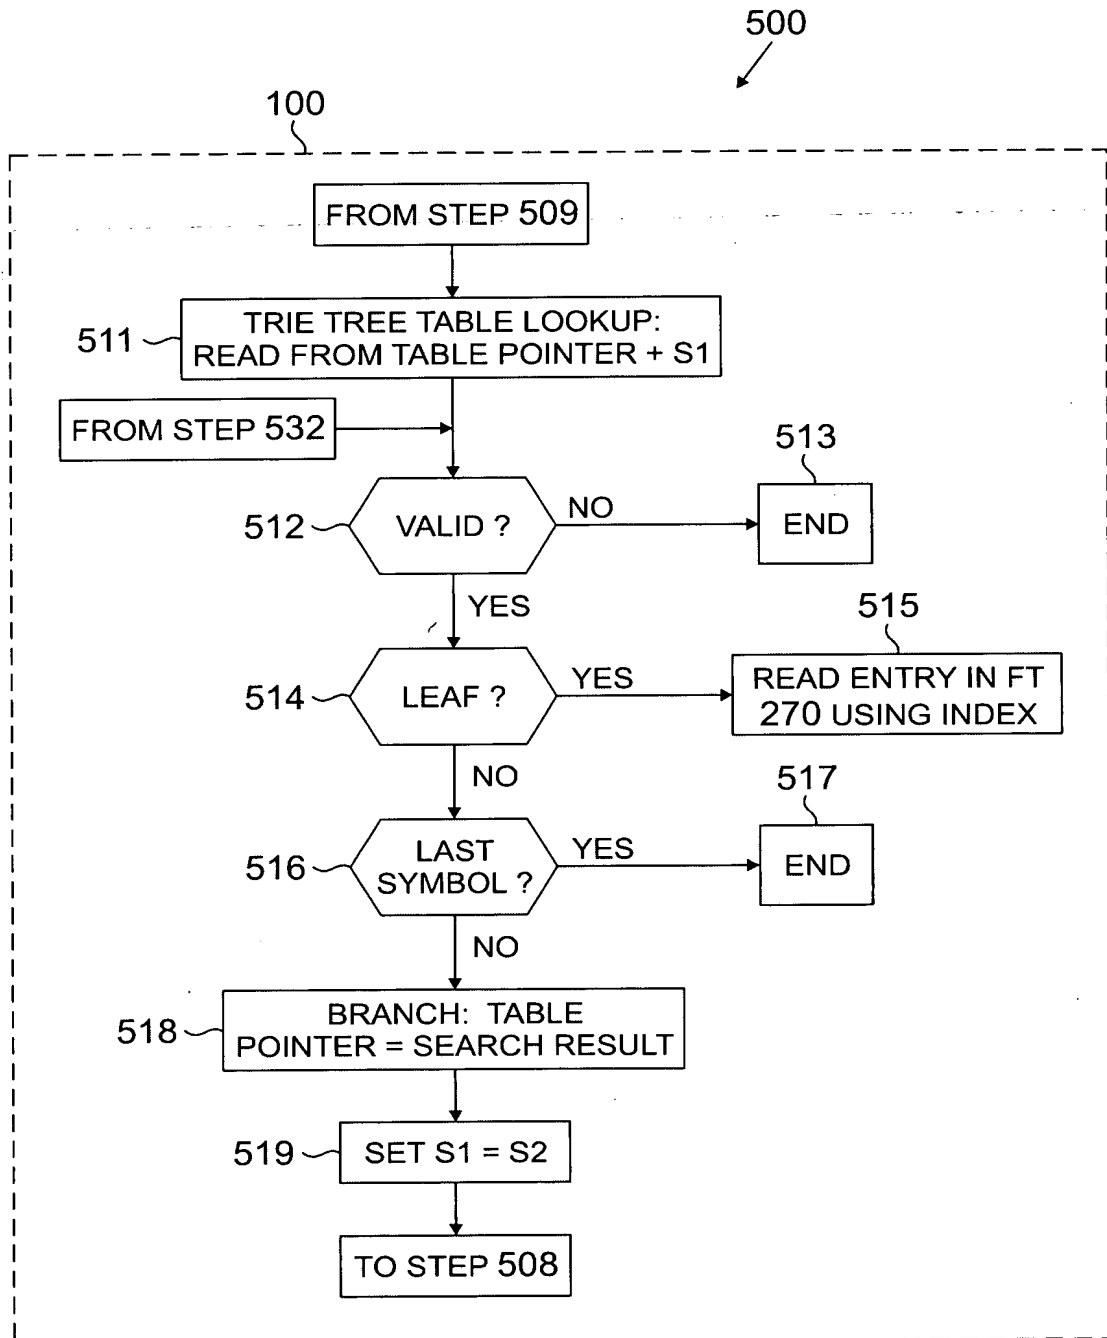 500
100
FROM STEP 509
511
TRIE TREE TABLE LOOKUP:
READ FROM TABLE POINTER + S1
FROM STEP 532
512
VALID ?
NO
513
END
YES
514
LEAF ?
YES
515
READ ENTRY IN FT
270 USING INDEX
NO
516
LAST
SYMBOL ?
YES
517
END
NO
518
BRANCH: TABLE
POINTER = SEARCH RESULT
519
SET S1 = S2
TO STEP 508